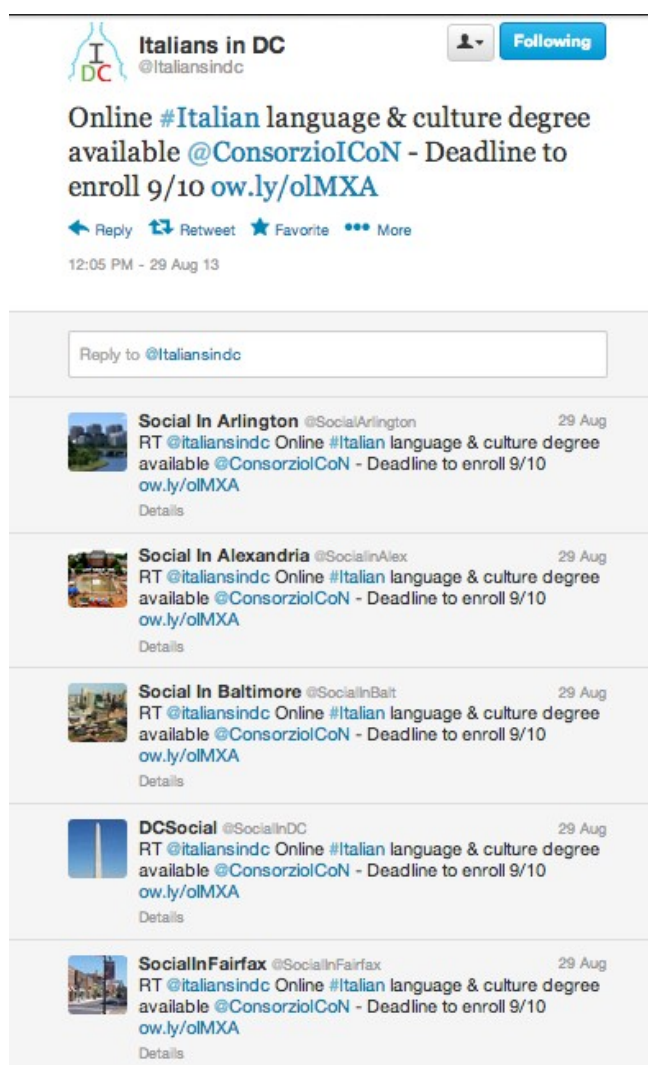 I
DC
Italians in DC
@Italiansindc
Following
Online #Italian language & culture degree
available @ConsorzioICoN - Deadline to
enroll 9/10 ow.ly/olMXA
Reply Retweet Favorite More
12:05 PM - 29 Aug 13
Reply to @Italiansindc
Social In Arlington @SocialArlington 29 Aug
RT @italiansindc Online #Italian language & culture degree
available @ConsorzioICoN - Deadline to enroll 9/10
ow.ly/olMXA
Details
Social In Alexandria @SocialinAlex 29 Aug
RT @italiansindc Online #Italian language & culture degree
available @ConsorzioICoN - Deadline to enroll 9/10
ow.ly/olMXA
Details
Social In Baltimore @SocialInBalt 29 Aug
RT @italiansindc Online #Italian language & culture degree
available @ConsorzioICoN - Deadline to enroll 9/10
ow.ly/olMXA
Details
DCSocial @SocialInDC 29 Aug
RT @italiansindc Online #Italian language & culture degree
available @ConsorzioICoN - Deadline to enroll 9/10
ow.ly/olMXA
Details
SocialInFairfax @SocialInFairfax 29 Aug
RT @italiansindc Online #Italian language & culture degree
available @ConsorzioICoN - Deadline to enroll 9/10
ow.ly/olMXA
Details